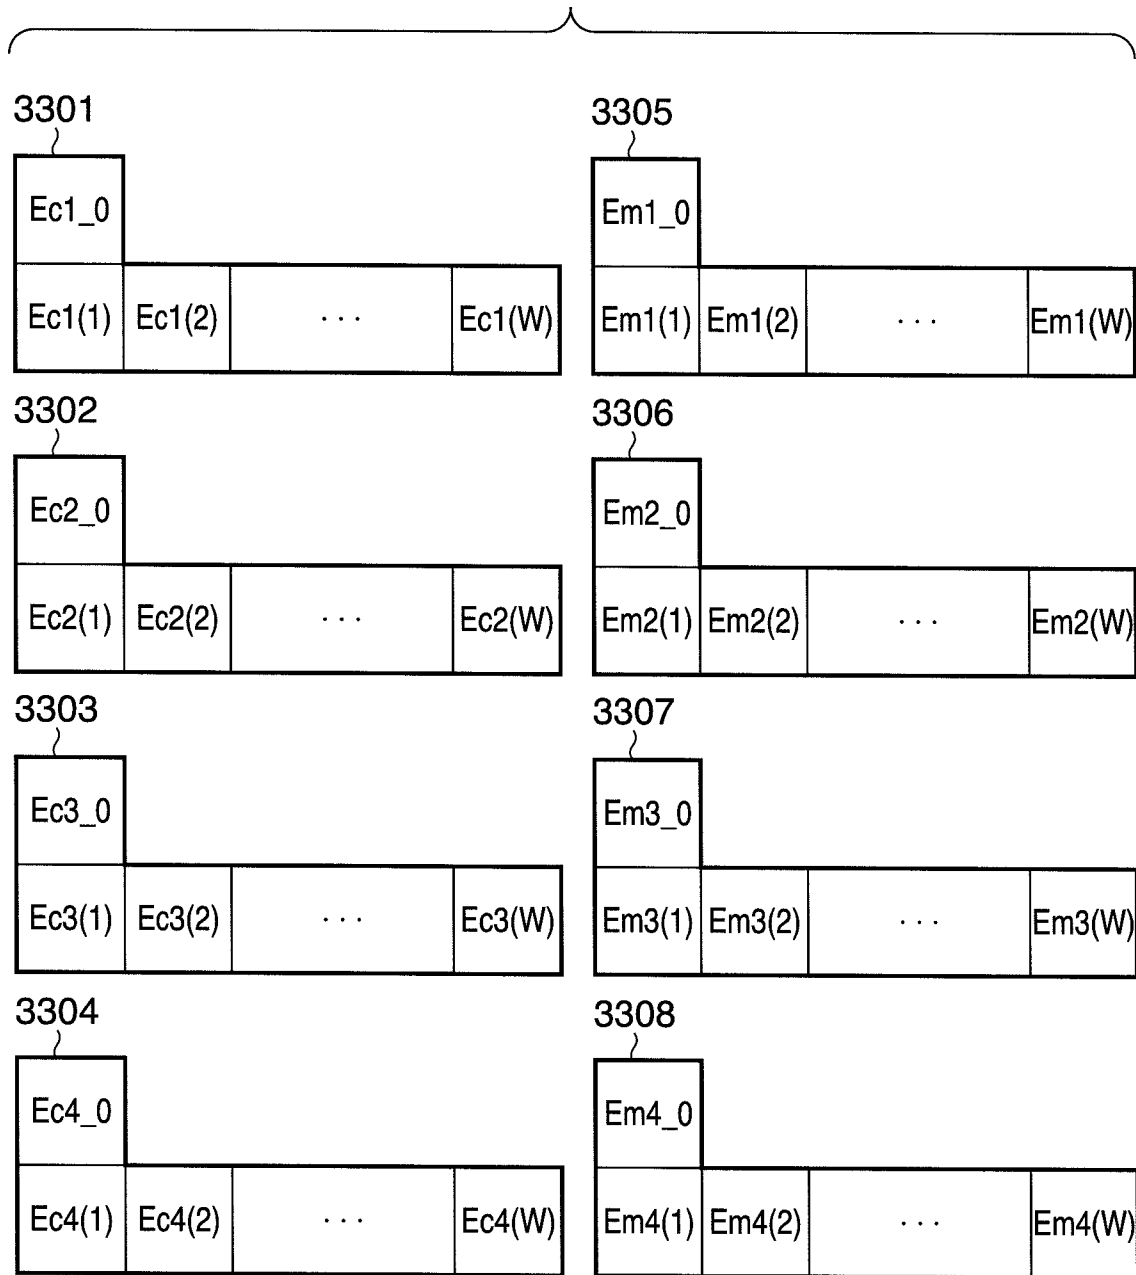 3301
Ec1_0
Ec1(1) Ec1(2) ··· Ec1(W)
3302
Ec2_0
Ec2(1) Ec2(2) ··· Ec2(W)
3303
Ec3_0
Ec3(1) Ec3(2) ··· Ec3(W)
3304
Ec4_0
Ec4(1) Ec4(2) ··· Ec4(W)
3305
Em1_0
Em1(1) Em1(2) ··· Em1(W)
3306
Em2_0
Em2(1) Em2(2) ··· Em2(W)
3307
Em3_0
Em3(1) Em3(2) ··· Em3(W)
3308
Em4_0
Em4(1) Em4(2) ··· Em4(W)